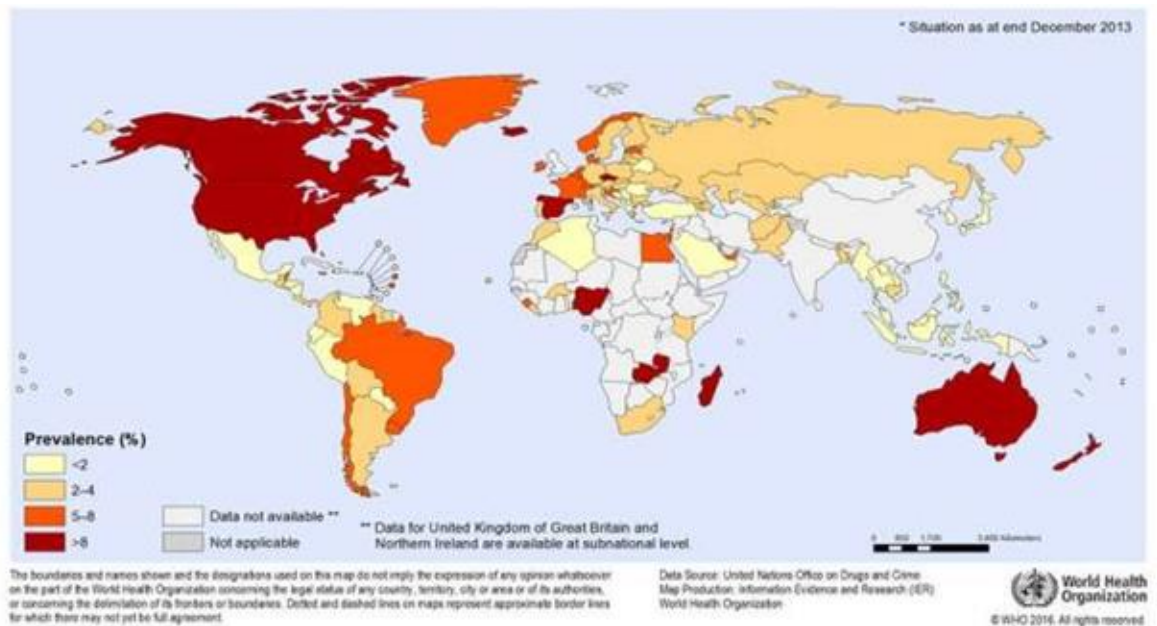 * Situation as at end December 2013
Prevalence (%)
<2
2–4
5–8
>8
Data not available **
Not applicable
** Data for United Kingdom of Great Britain and
Northern Ireland are available at subnational level.
0
The boundaries and names shown and the designations used on this map do not imply the expression of any opinion whatsoever
on the part of the World Health Organization concerning the legal status of any country, territory, city or area or of its authorities,
or concerning the delimitation of its frontiers or boundaries. Dotted and dashed lines on maps represent approximate border lines
for which there may not yet be full agreement.
Data Source: United Nations Office on Drugs and Crime
Map Production: Information Evidence and Research (IER)
World Health Organization
World Health
Organization
© WHO 2016. All rights reserved.